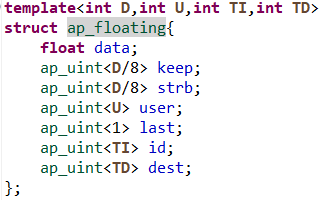 template<int D,int U,int TI,int TD>
struct ap_floating{
float data;
ap_uint<D/8> keep;
ap_uint<D/8> strb;
ap_uint<U> user;
ap_uint<1> last;
ap_uint<TI> id;
ap_uint<TD> dest;
};